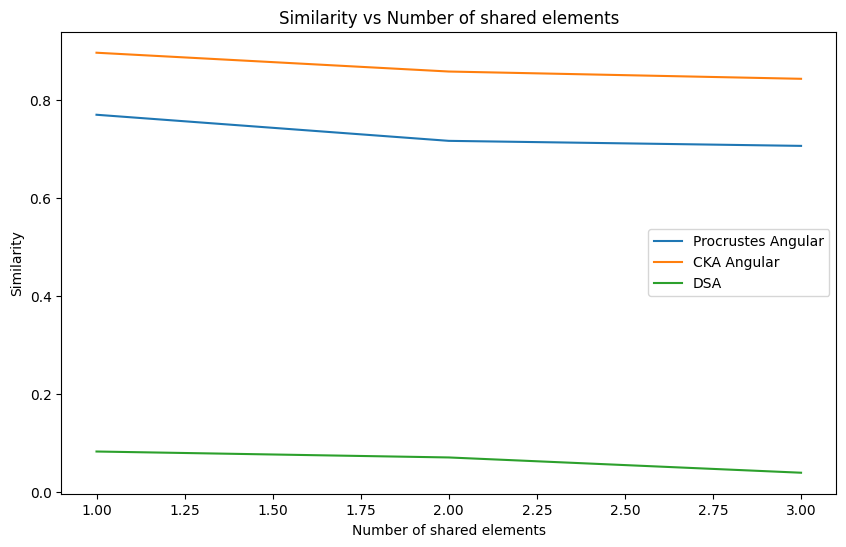 Similarity vs Number of shared elements
0.8
0.6
0.4
0.2
0.0
Similarity
Procrustes Angular
CKA Angular
DSA
1.00 1.25 1.50 1.75 2.00 2.25 2.50 2.75 3.00
Number of shared elements